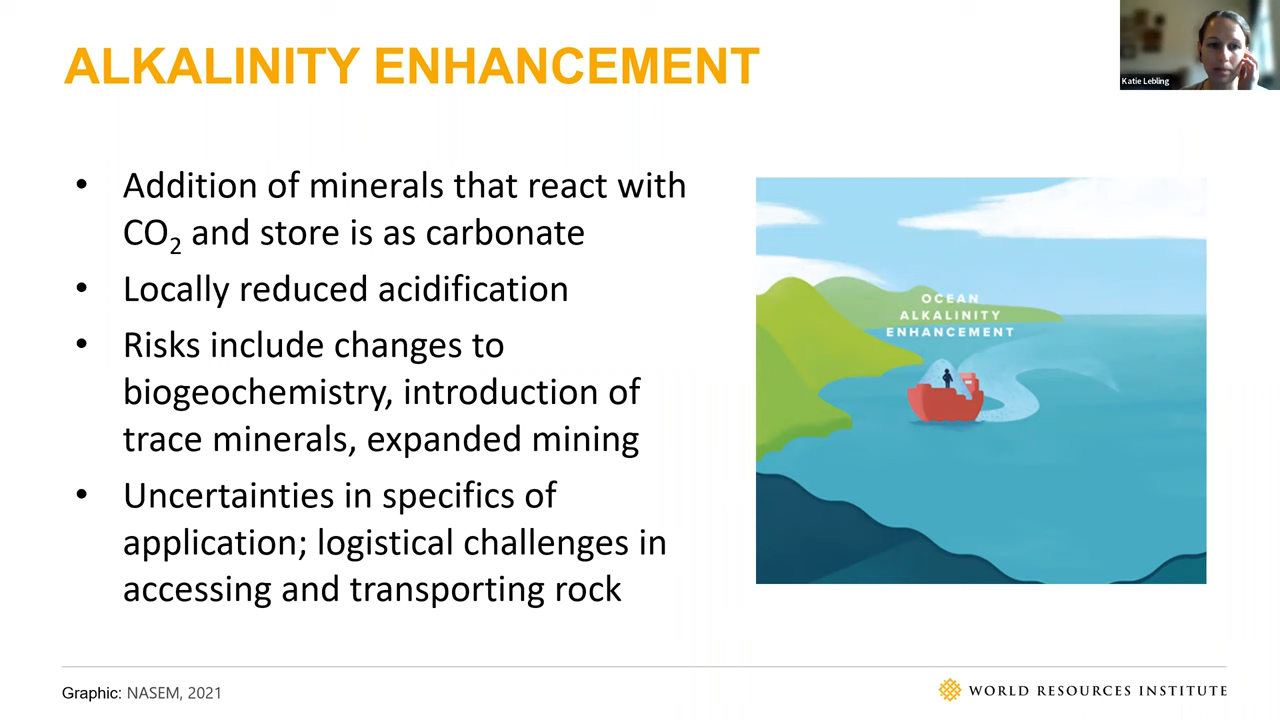 ALKALINITY ENHANCEMENT
Katie Lebling
• Addition of minerals that react with
CO₂ and store is as carbonate
• Locally reduced acidification
• Risks include changes to
biogeochemistry, introduction of
trace minerals, expanded mining
• Uncertainties in specifics of
application; logistical challenges in
accessing and transporting rock
OCEAN
ALKALINITY
ENHANCEMENT
Graphic: NASEM, 2021
WORLD RESOURCES INSTITUTE